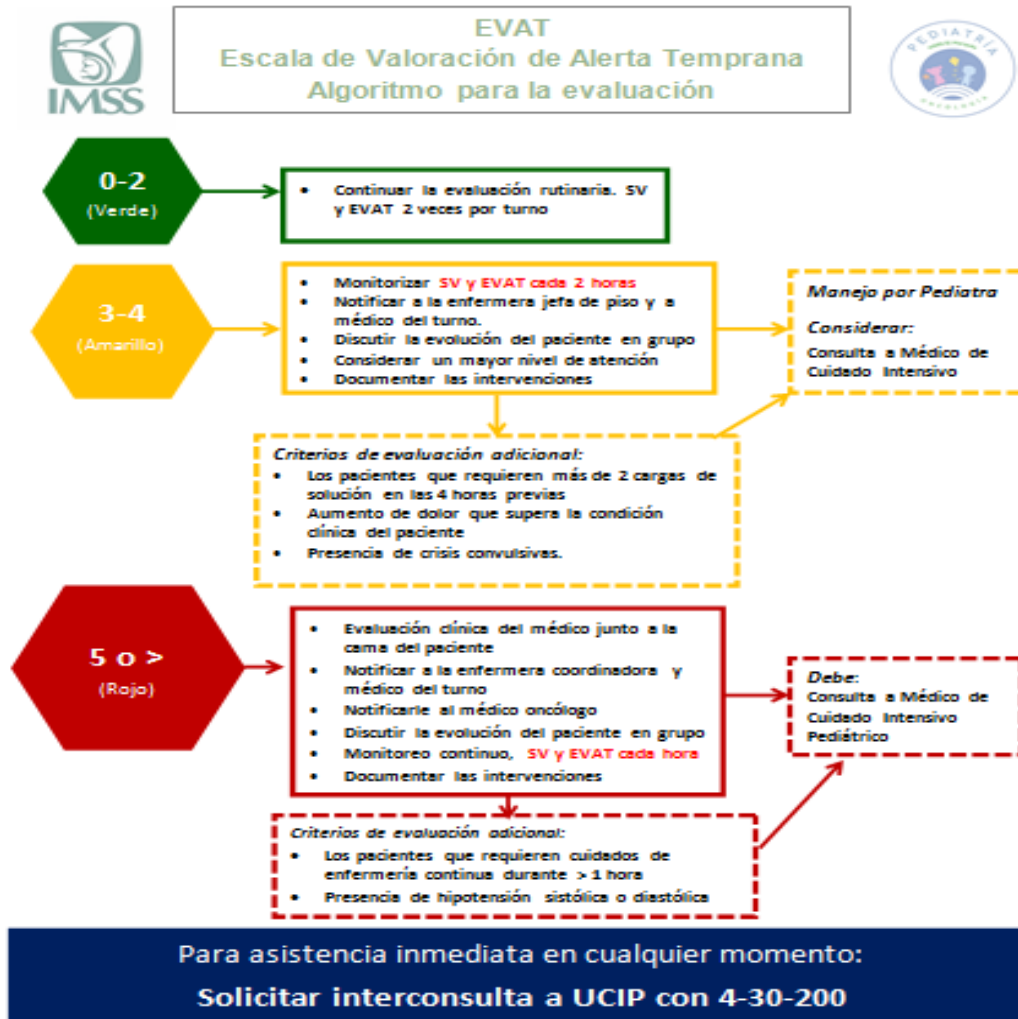 IMSS
EVAT
Escala de Valoración de Alerta Temprana
Algoritmo para la evaluación
PEDIATRÍA
ONCOLOGÍA
0-2
(Verde)
• Continuar la evaluación rutinaria. SV
y EVAT 2 veces por turno
3-4
(Amarillo)
• Monitorizar SV y EVAT cada 2 horas
• Notificar a la enfermera jefa de piso y a
médico del turno.
• Discutir la evolución del paciente en grupo
• Considerar un mayor nivel de atención
• Documentar las intervenciones
Manejo por Pediatra
Considerar:
Consulta a Médico de
Cuidado Intensivo
Criterios de evaluación adicional:
• Los pacientes que requieren más de 2 cargas de
solución en las 4 horas previas
• Aumento de dolor que supera la condición
clínica del paciente
• Presencia de crisis convulsivas.
5 o >
(Rojo)
• Evaluación clínica del médico junto a la
cama del paciente
• Notificar a la enfermera coordinadora y
médico del turno
• Notificarle al médico oncólogo
• Discutir la evolución del paciente en grupo
• Monitoreo continuo, SV y EVAT cada hora
• Documentar las intervenciones
Debe:
Consulta a Médico de
Cuidado Intensivo
Pediátrico
Criterios de evaluación adicional:
• Los pacientes que requieren cuidados de
enfermería continua durante > 1 hora
• Presencia de hipotensión sistólica o diastólica
Para asistencia inmediata en cualquier momento:
Solicitar interconsulta a UCIP con 4-30-200